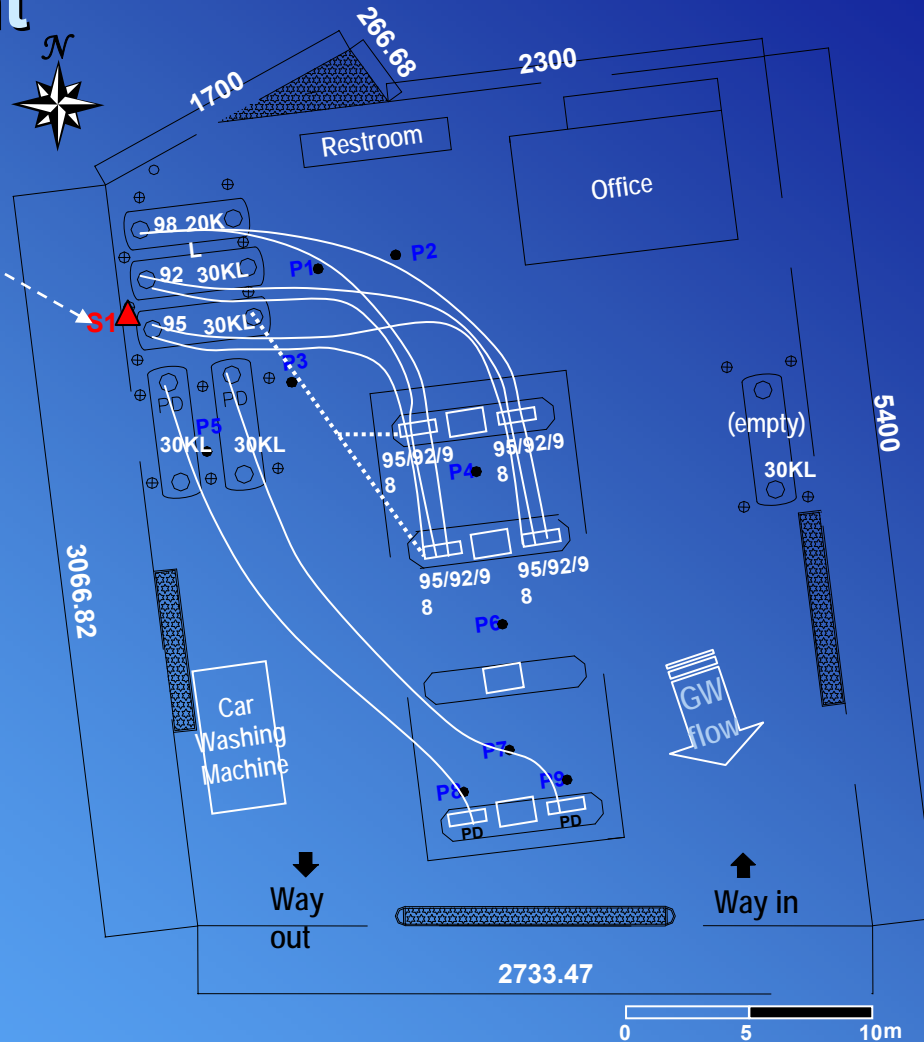 N
266.68
1700
2300
Restroom
Office
98 20K
L
92 30KL
P1
P2
S1
95 30KL
P3
PD
PD
P5
30KL
30KL
95/92/9
8
95/92/9
8
P4
(empty)
30KL
5400
3066.82
95/92/9
8
95/92/9
8
P6
GW
flow
Car
Washing
Machine
P7
P8
P9
PD
PD
Way
out
Way in
2733.47
0
5
10m